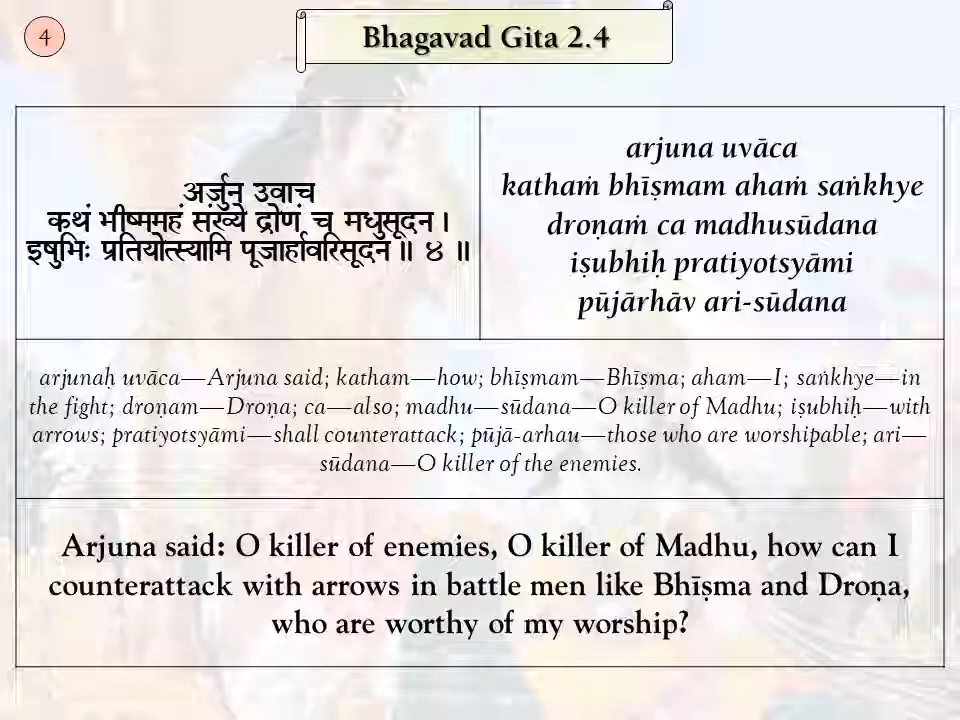 4
Bhagavad Gita 2.4
अर्जुन उवाच
कथं भीष्ममहं संख्ये द्रोणं च मधुसूदन।
इषुभिः प्रतियोत्स्यामि पूजार्हावरिसूदन॥ ४ ॥
arjuna uvāca
kathaṁ bhīṣmam ahaṁ saṅkhye
droṇaṁ ca madhusūdana
iṣubhiḥ pratiyotsyāmi
pūjārhāv ari-sūdana
arjunaḥ uvāca—Arjuna said; katham—how; bhīṣmam—Bhīṣma; aham—I; saṅkhye—in
the fight; droṇam—Droṇa; ca—also; madhu—sūdana—O killer of Madhu; iṣubhiḥ—with
arrows; pratiyotsyāmi—shall counterattack; pūjā-arhau—those who are worshipable; ari—
sūdana—O killer of the enemies.
Arjuna said: O killer of enemies, O killer of Madhu, how can I
counterattack with arrows in battle men like Bhīṣma and Droṇa,
who are worthy of my worship?